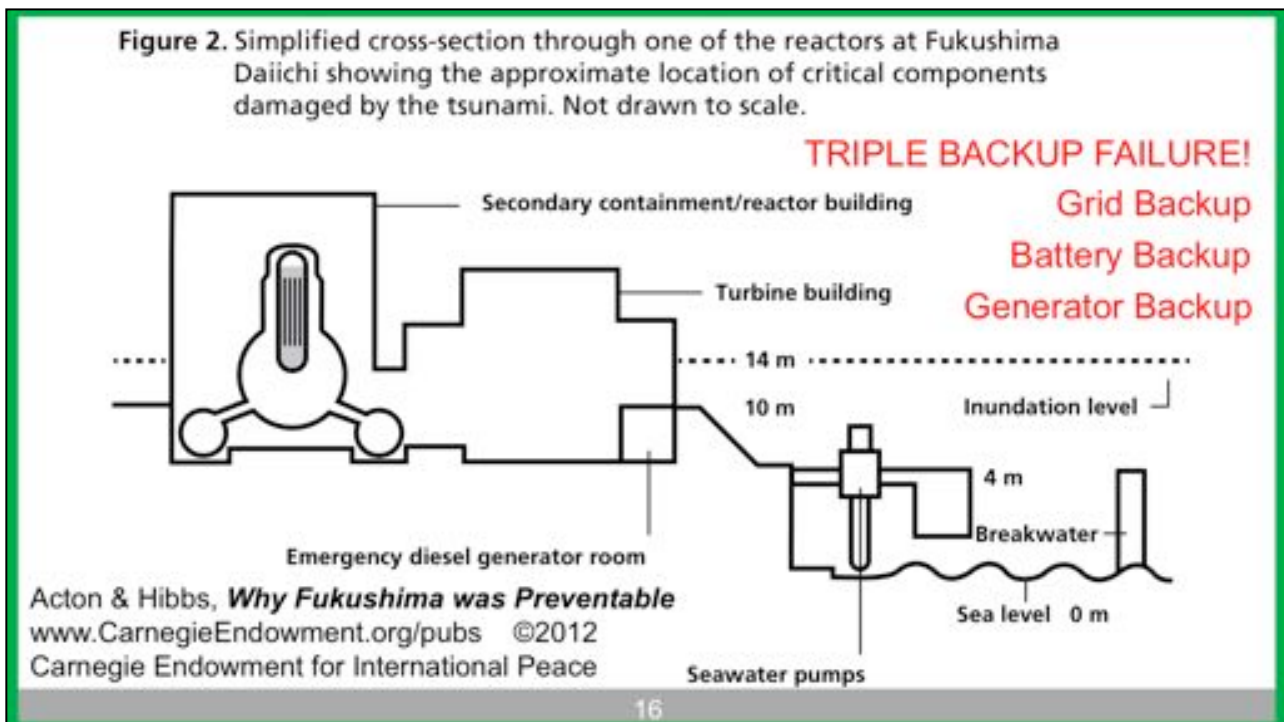 Figure 2. Simplified cross-section through one of the reactors at Fukushima
Daiichi showing the approximate location of critical components
damaged by the tsunami. Not drawn to scale.
TRIPLE BACKUP FAILURE!
Grid Backup
Battery Backup
Generator Backup
Secondary containment/reactor building
Turbine building
14 m
10 m
Inundation level
4 m
Breakwater
Emergency diesel generator room
Sea level 0 m
Seawater pumps
Acton & Hibbs, Why Fukushima was Preventable
www.CarnegieEndowment.org/pubs ©2012
Carnegie Endowment for International Peace
16